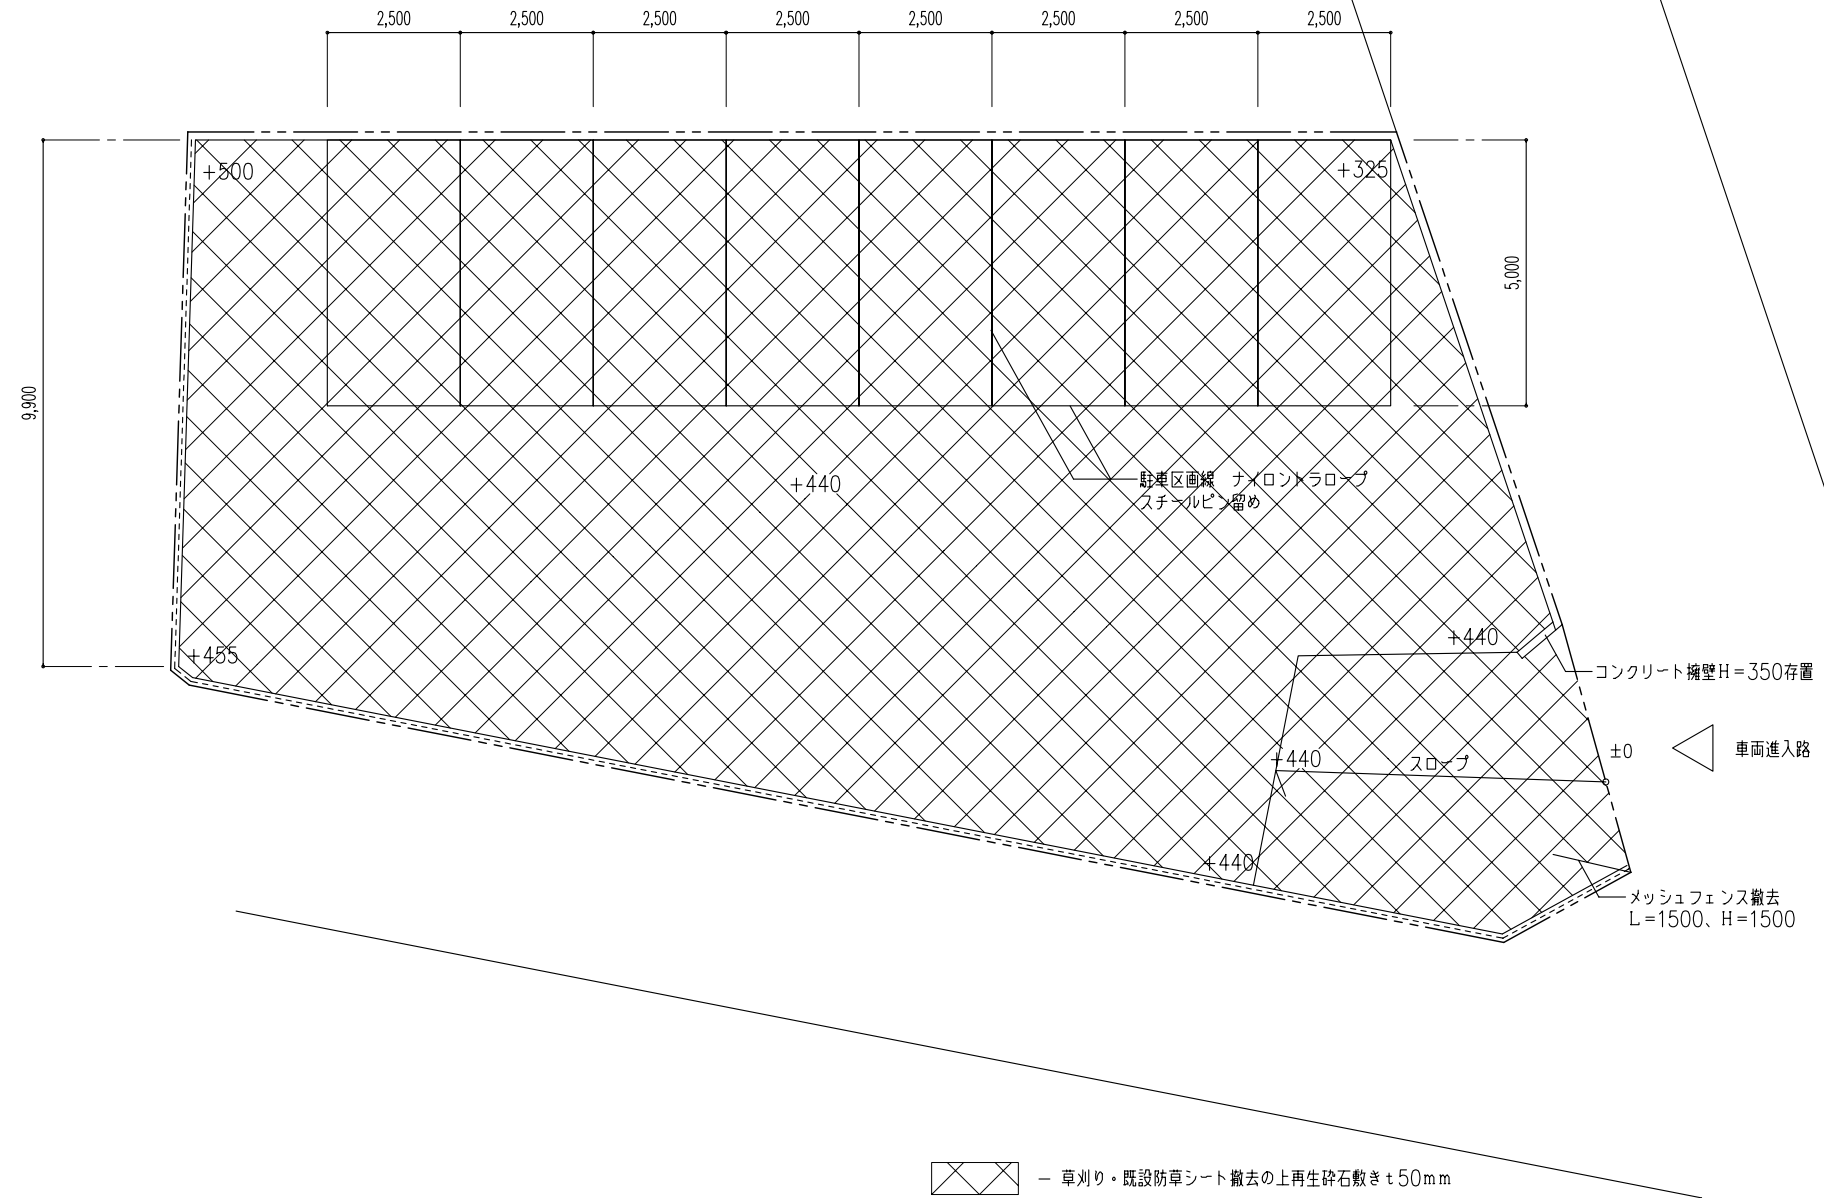 2,500 2,500 2,500 2,500 2,500 2,500 2,500 2,500
+500
+325
5,000
9,900
+440
駐車区画線 ナイロントラロープ
スチールピン留め
+440
+455
コンクリート擁壁H=350存置
±0
車両進入路
+440
スロープ
+440
メッシュフェンス撤去
L=1500、H=1500
草刈り・既設防草シート撤去の上再生砕石敷きt50mm